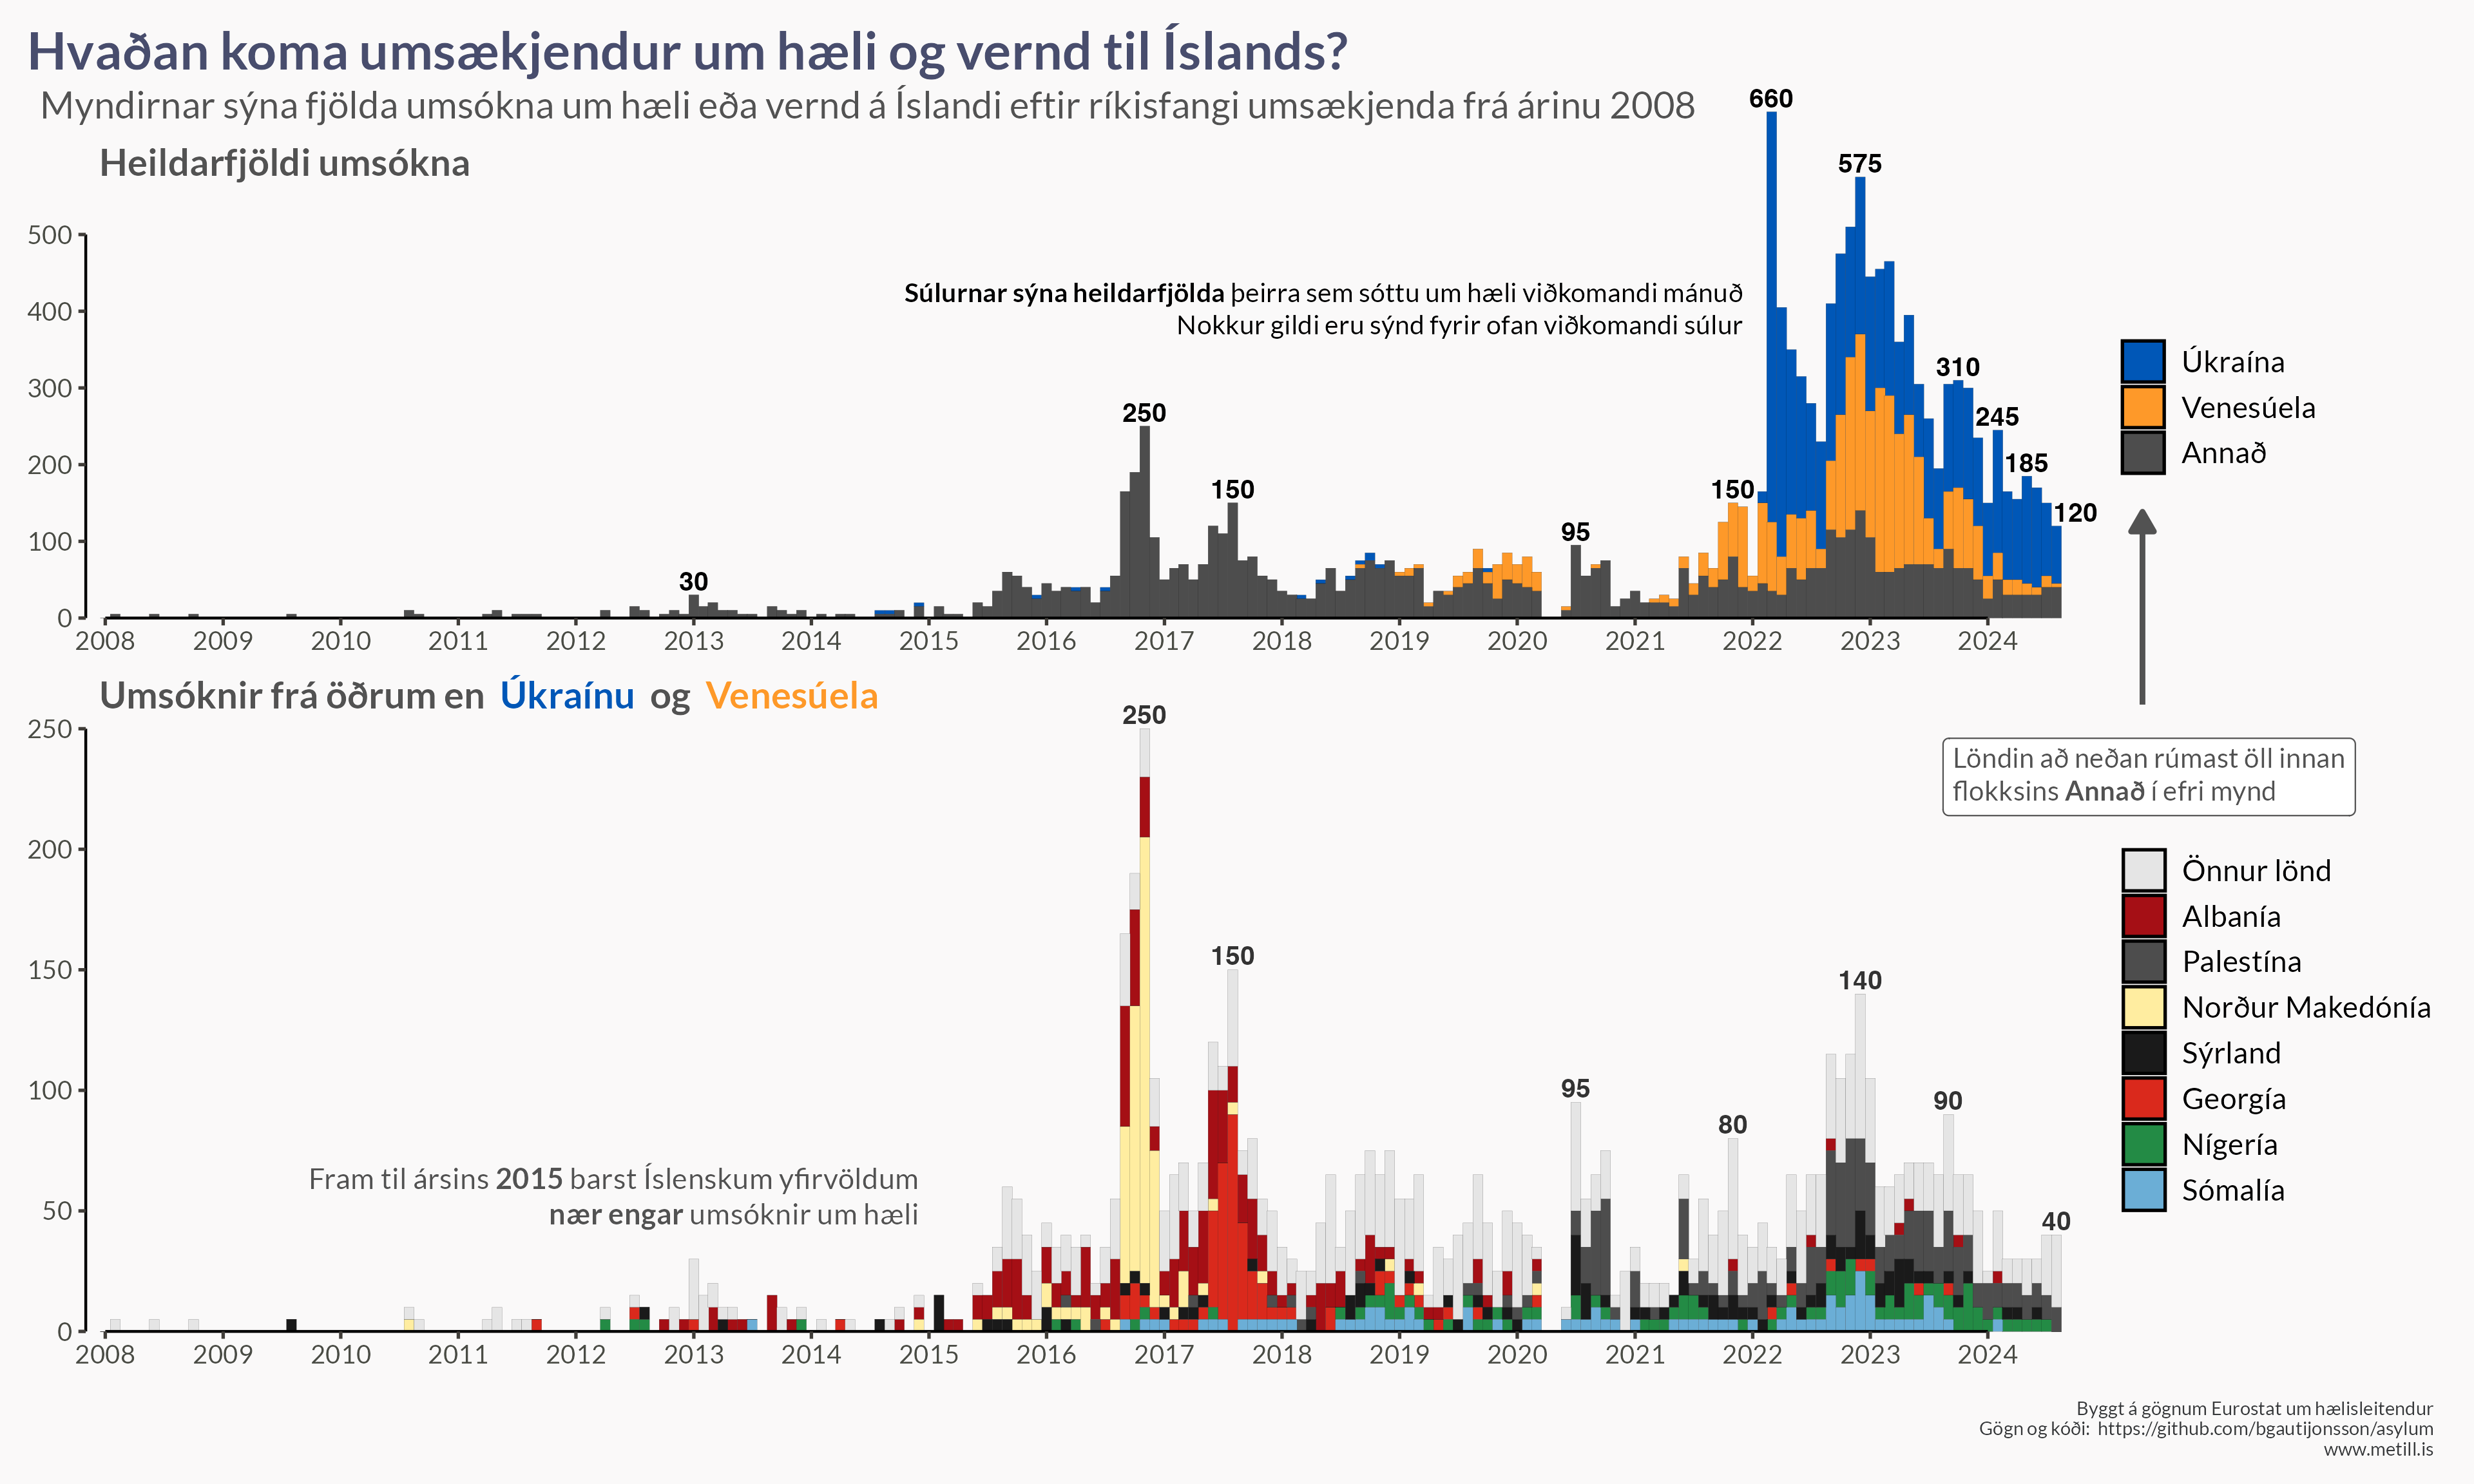 Hvaðan koma umsækjendur um hæli og vernd til Íslands?
Myndirnar sýna fjölda umsókna um hæli eða vernd á Íslandi eftir ríkisfangi umsækjenda frá árinu 2008
Heildarfjöldi umsókna
660
575
500
400
300
200
100
0
Súlurnar sýna heildarfjölda þeirra sem sóttu um hæli viðkomandi mánuð
Nokkur gildi eru sýnd fyrir ofan viðkomandi súlur
30
250
150
95
150
310
245
185
120
Úkraína
Venesúela
Annað
2008 2009 2010 2011 2012 2013 2014 2015 2016 2017 2018 2019 2020 2021 2022 2023 2024
Umsóknir frá öðrum en Úkraínu og Venesúela
Löndin að neðan rúmast öll innan
flokksins Annað í efri mynd
250
200
150
100
50
0
250
150
95
80
140
90
40
Fram til ársins 2015 barst Íslenskum yfirvöldum
nær engar umsóknir um hæli
Önnur lönd
Albanía
Palestína
Norður Makedónía
Sýrland
Georgía
Nígería
Sómalía
2008 2009 2010 2011 2012 2013 2014 2015 2016 2017 2018 2019 2020 2021 2022 2023 2024
Byggt á gögnum Eurostat um hælisleitendur
Gögn og kóði: https://github.com/bgautijonsson/asylum
www.metill.is